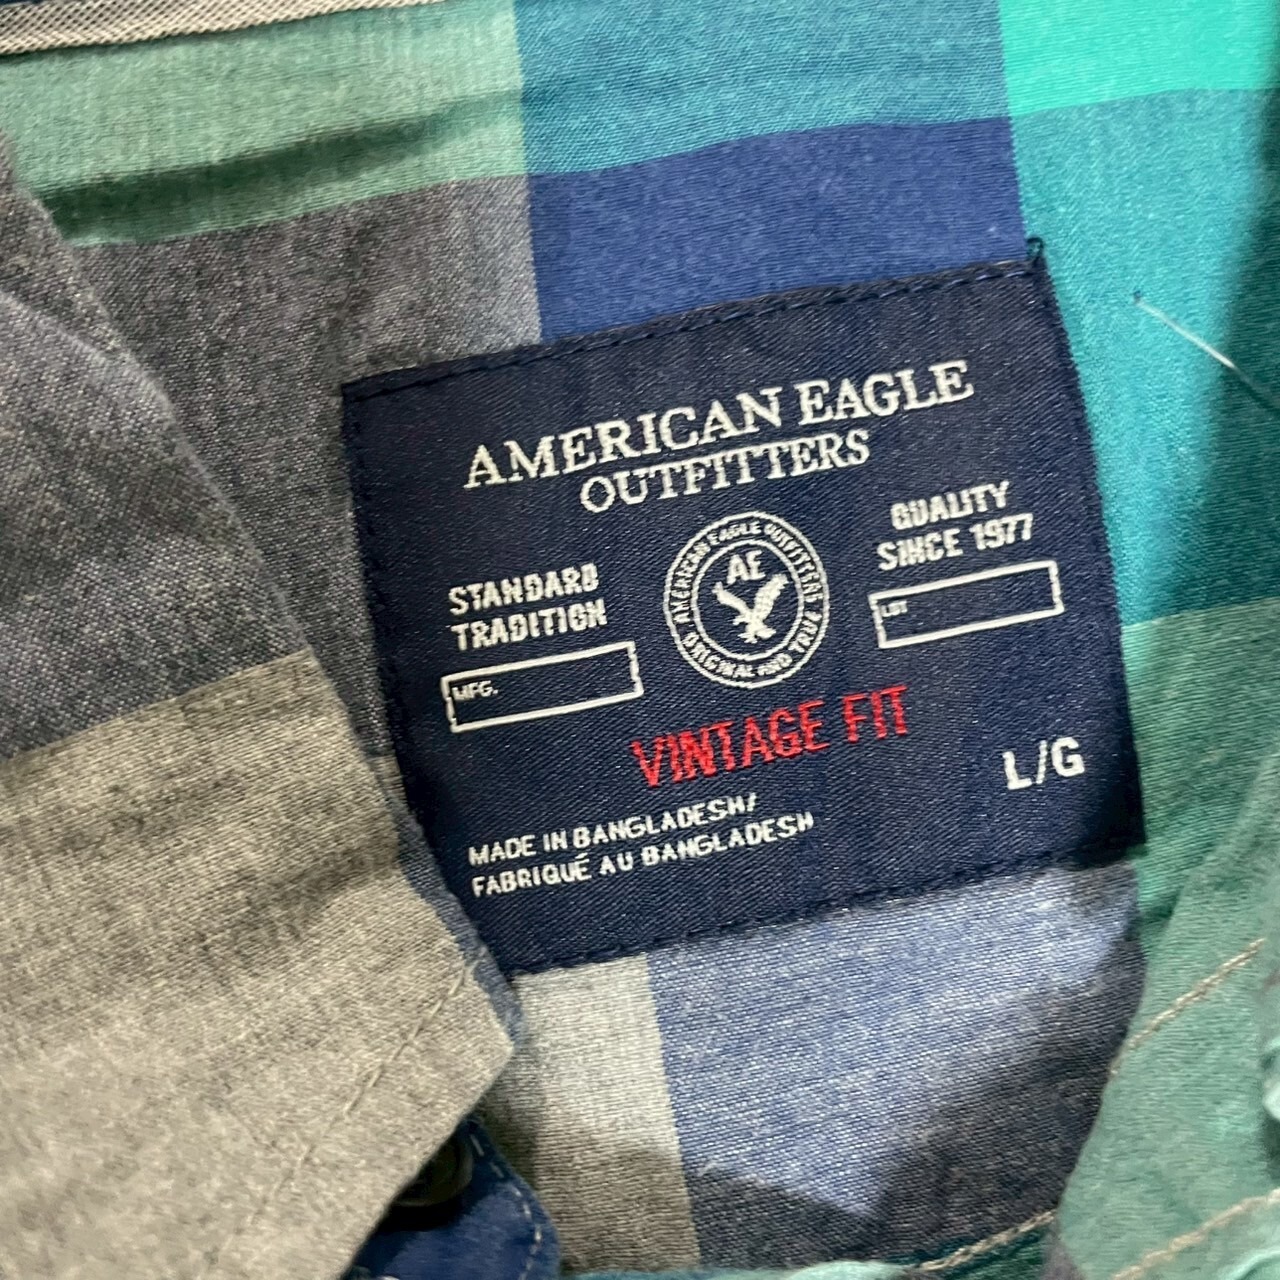 AMERICAN EAGLE
OUTFITTERS
STANDARD
TRADITION
MFG.
AMERICAN EAGLE OUTFITTERS
AE
ORIGINAL AND TRUE
QUALITY
SINCE 1977
LOT
VINTAGE FIT
L/G
MADE IN BANGLADESH/
FABRIQUÉ AU BANGLADESH